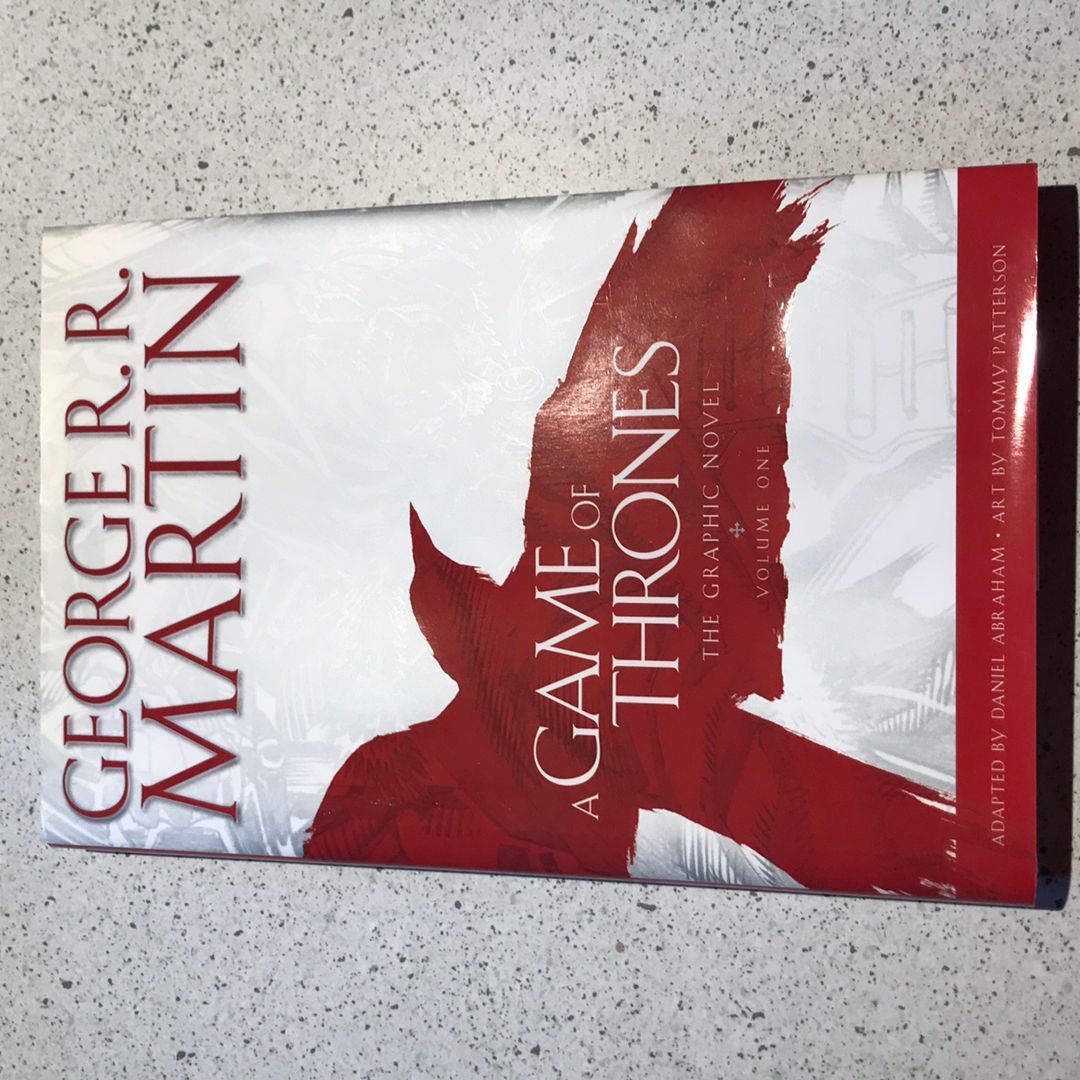 GEORGE R.R.
MARTIN
A GAME OF
THRONES
THE GRAPHIC NOVEL
VOLUME ONE
ADAPTED BY DANIEL ABRAHAM • ART BY TOMMY PATTERSON